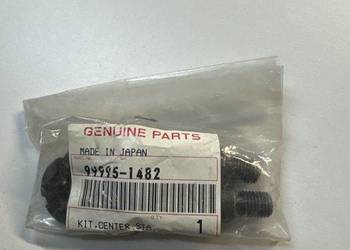 GENUINE PARTS
MADE IN JAPAN
99995-1482
KIT,CENTER STA
1